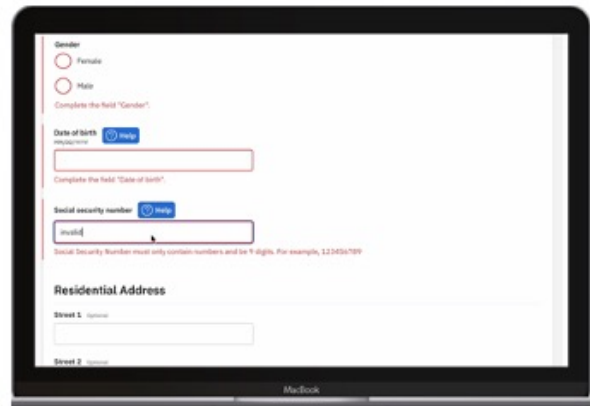 Gender
Female
Male
Complete the field "Gender".
Date of birth Help
Complete the field "Date of birth".
Social security number Help
invalid
Social Security Number must only contain numbers and be 9 digits. For example, 123456789
Residential Address
Street 1 Optional
Street 2 Optional
MacBook